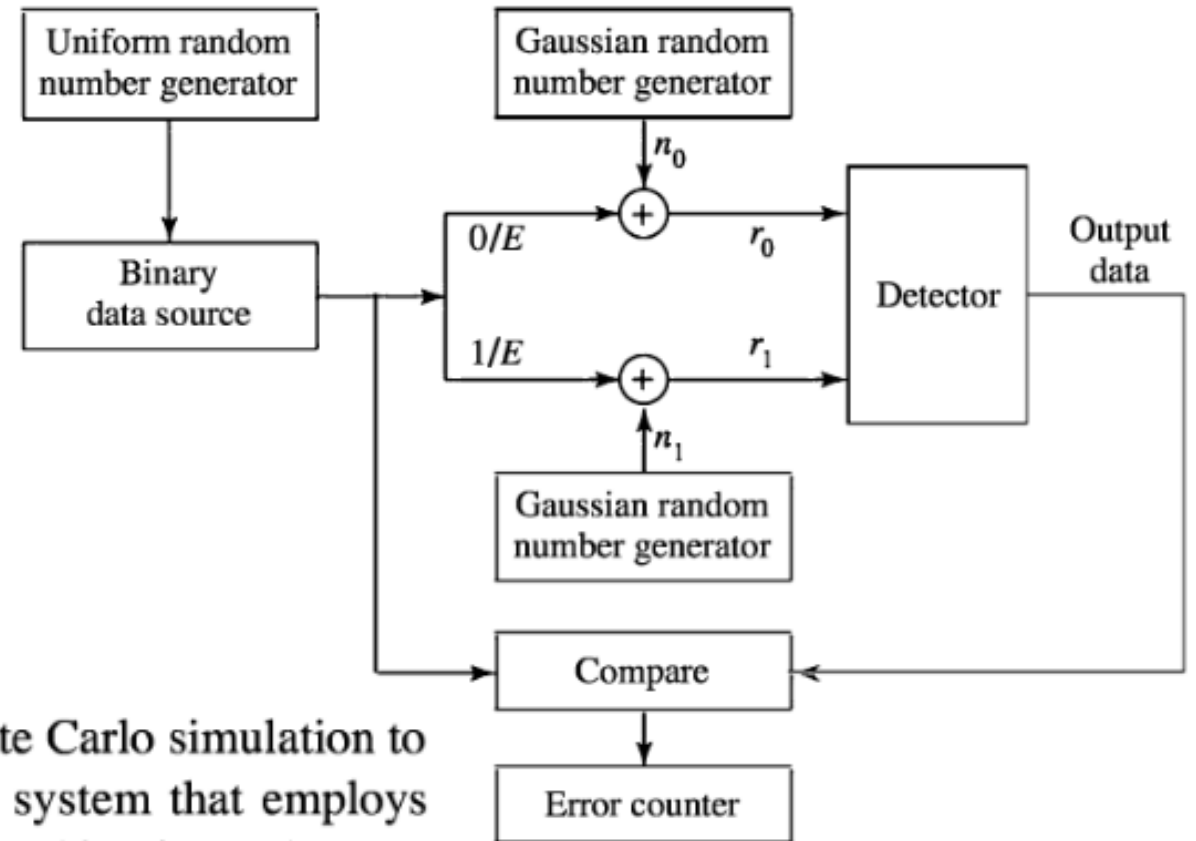 Uniform random
number generator
Gaussian random
number generator
n₀
0/E
r₀
Output
data
Binary
data source
Detector
1/E
r₁
n₁
Gaussian random
number generator
Compare
te Carlo simulation to
system that employs
Error counter